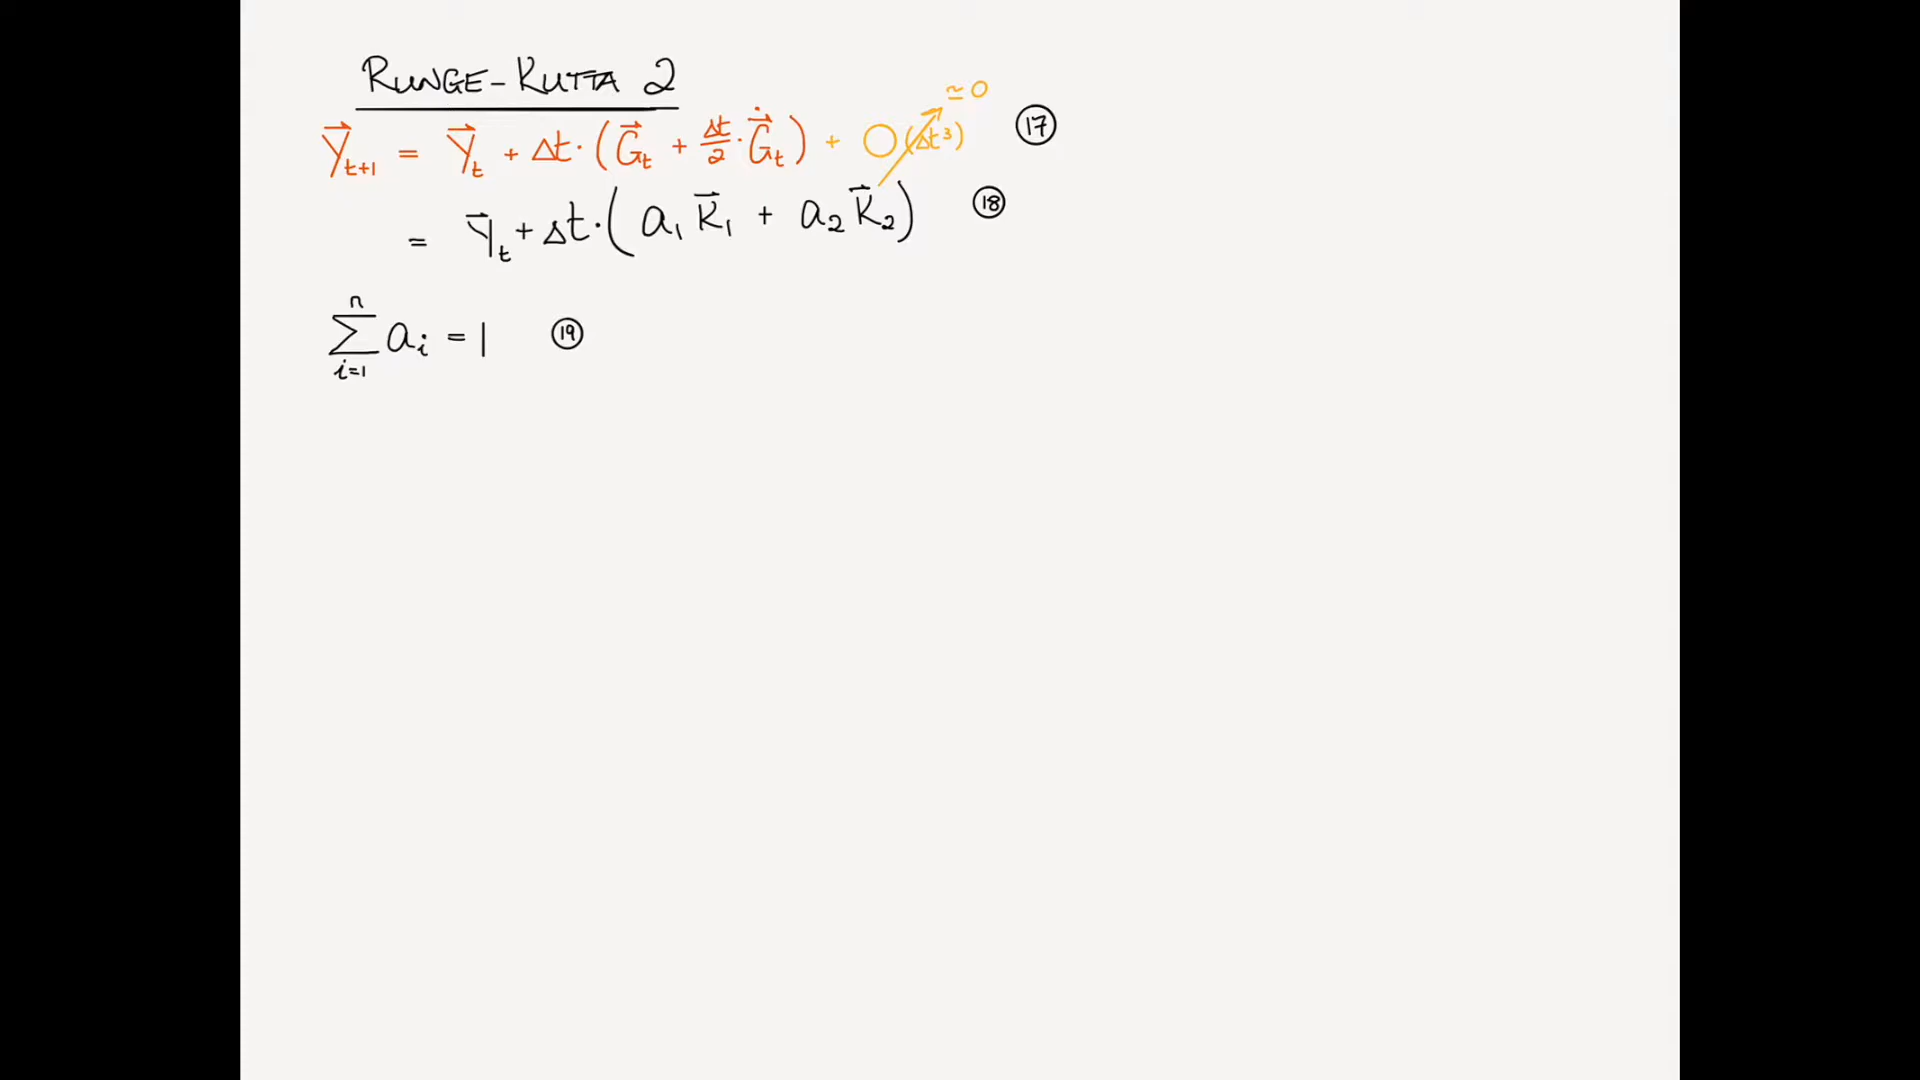 RUNGE-KUTTA 2
≃0
Y⃗ₜ₊₁ = Y⃗ₜ + Δt·(G⃗ₜ + Δt/2·G⃗̇ₜ) + O(Δt³) ⑰
= Y⃗ₜ + Δt·(a₁K⃗₁ + a₂K⃗₂) ⑱
n
∑ aᵢ = 1 ⑲
i=1